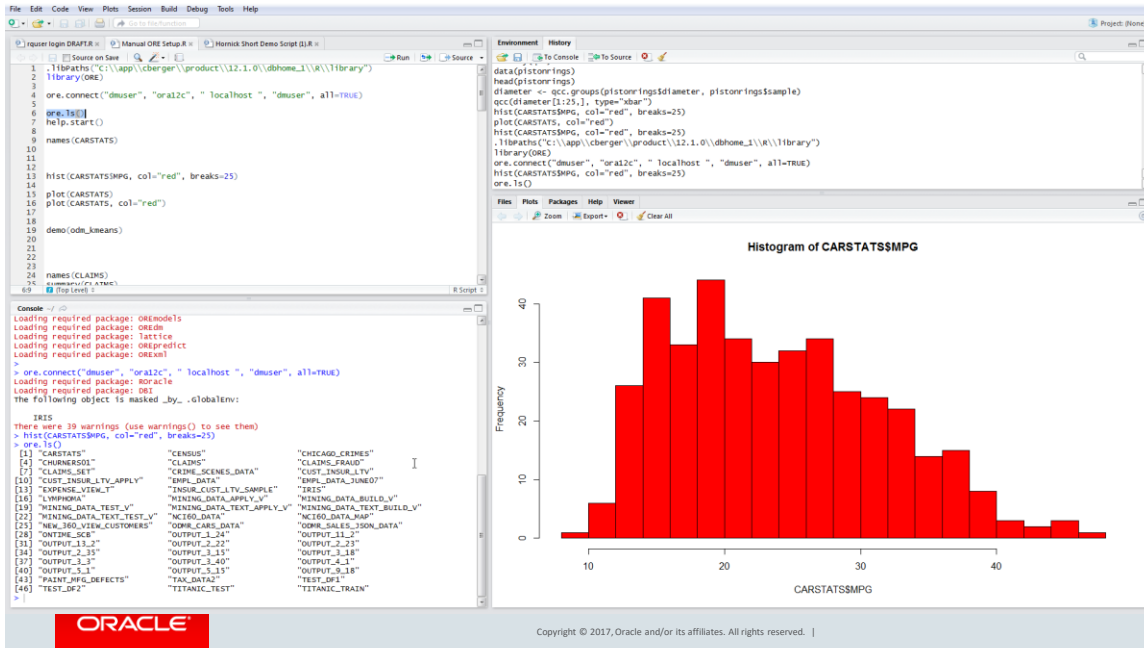 File Edit Code View Plots Session Build Debug Tools Help
Go to file/function
Project: (None
rquser login DRAFT.R × Manual ORE Setup.R × Hornick Short Demo Script (1).R ×
Source on Save Run Source
1 .libPaths("C:\\app\\cberger\\product\\12.1.0\\dbhome_1\\R\\library")
2 library(ORE)
3
4 ore.connect("dmuser", "ora12c", " localhost ", "dmuser", all=TRUE)
5
6 ore.ls()
7 help.start()
8
9 names(CARSTATS)
10
11
12
13 hist(CARSTATS$MPG, col="red", breaks=25)
14
15 plot(CARSTATS)
16 plot(CARSTATS, col="red")
17
18
19 demo(odm_kmeans)
20
21
22
23
24 names(CLAIMS)
25 summary(CLAIMS)
6:9 (Top Level) R Script
Console ~/
Loading required package: OREmodels
Loading required package: OREdm
Loading required package: lattice
Loading required package: OREpredict
Loading required package: ORExml
>
> ore.connect("dmuser", "ora12c", " localhost ", "dmuser", all=TRUE)
Loading required package: ROracle
Loading required package: DBI
The following object is masked _by_ .GlobalEnv:
IRIS
There were 39 warnings (use warnings() to see them)
> hist(CARSTATS$MPG, col="red", breaks=25)
> ore.ls()
[1] "CARSTATS" "CENSUS" "CHICAGO_CRIMES"
[4] "CHURNERS01" "CLAIMS" "CLAIMS_FRAUD"
[7] "CLAIMS_SET" "CRIME_SCENES_DATA" "CUST_INSUR_LTV"
[10] "CUST_INSUR_LTV_APPLY" "EMPL_DATA" "EMPL_DATA_JUNE07"
[13] "EXPENSE_VIEW_T" "INSUR_CUST_LTV_SAMPLE" "IRIS"
[16] "LYMPHOMA" "MINING_DATA_APPLY_V" "MINING_DATA_BUILD_V"
[19] "MINING_DATA_TEST_V" "MINING_DATA_TEXT_APPLY_V" "MINING_DATA_TEXT_BUILD_V"
[22] "MINING_DATA_TEXT_TEST_V" "NCI60_DATA" "NCI60_DATA_MAP"
[25] "NEW_360_VIEW_CUSTOMERS" "ODMR_CARS_DATA" "ODMR_SALES_JSON_DATA"
[28] "ONTIME_SCB" "OUTPUT_1_24" "OUTPUT_11_2"
[31] "OUTPUT_13_2" "OUTPUT_2_22" "OUTPUT_2_23"
[34] "OUTPUT_2_35" "OUTPUT_3_15" "OUTPUT_3_18"
[37] "OUTPUT_3_3" "OUTPUT_3_40" "OUTPUT_4_1"
[40] "OUTPUT_5_1" "OUTPUT_5_15" "OUTPUT_9_18"
[43] "PAINT_MFG_DEFECTS" "TAX_DATA2" "TEST_DF1"
[46] "TEST_DF2" "TITANIC_TEST" "TITANIC_TRAIN"
>
Environment History
To Console To Source
data(pistonrings)
head(pistonrings)
diameter <- qcc.groups(pistonrings$diameter, pistonrings$sample)
qcc(diameter[1:25,], type="xbar")
hist(CARSTATS$MPG, col="red", breaks=25)
plot(CARSTATS, col="red")
hist(CARSTATS$MPG, col="red", breaks=25)
.libPaths("C:\\app\\cberger\\product\\12.1.0\\dbhome_1\\R\\library")
library(ORE)
ore.connect("dmuser", "ora12c", " localhost ", "dmuser", all=TRUE)
hist(CARSTATS$MPG, col="red", breaks=25)
ore.ls()
Files Plots Packages Help Viewer
Zoom Export Clear All
Histogram of CARSTATS$MPG
Frequency
40
30
20
10
0
10 20 30 40
CARSTATS$MPG
ORACLE
Copyright © 2017, Oracle and/or its affiliates. All rights reserved. |